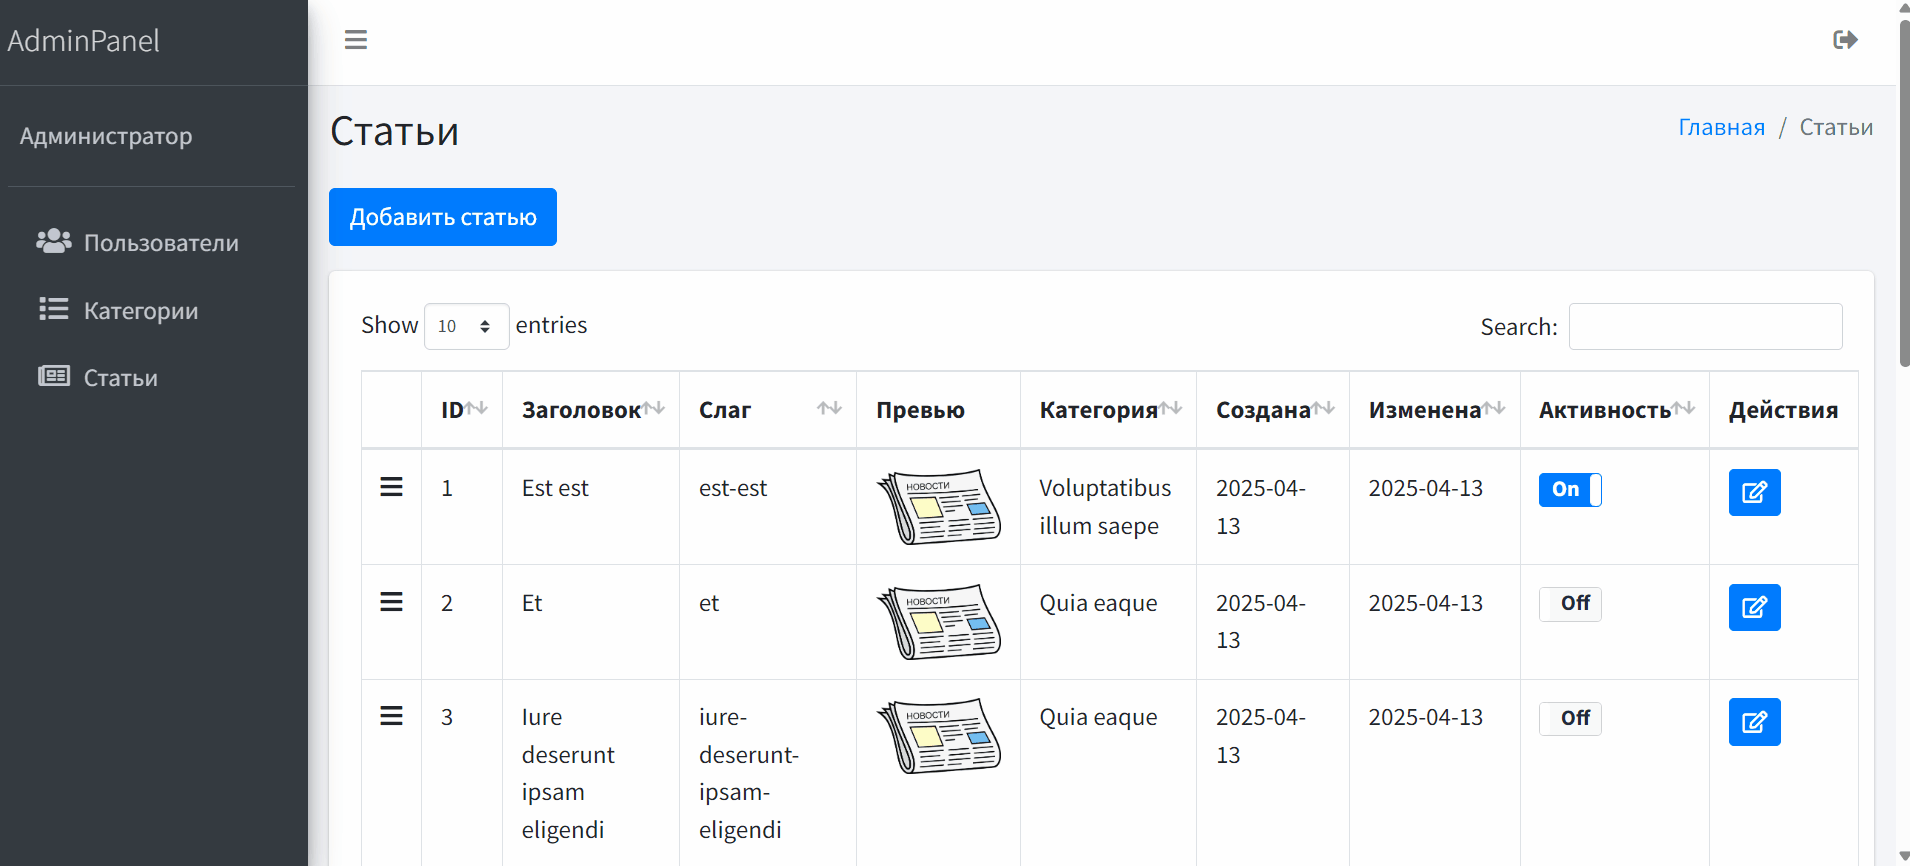 AdminPanel
Администратор
Пользователи
Категории
Статьи
Статьи
Главная / Статьи
Добавить статью
Show 10 entries
Search:
ID Заголовок Слаг Превью Категория Создана Изменена Активность Действия
1 Est est est-est НОВОСТИ Voluptatibus 2025-04- 2025-04-13 On
illum saepe 13
2 Et et НОВОСТИ Quia eaque 2025-04- 2025-04-13 Off
13
3 Iure iure- НОВОСТИ Quia eaque 2025-04- 2025-04-13 Off
deserunt deserunt- 13
ipsam ipsam-
eligendi eligendi